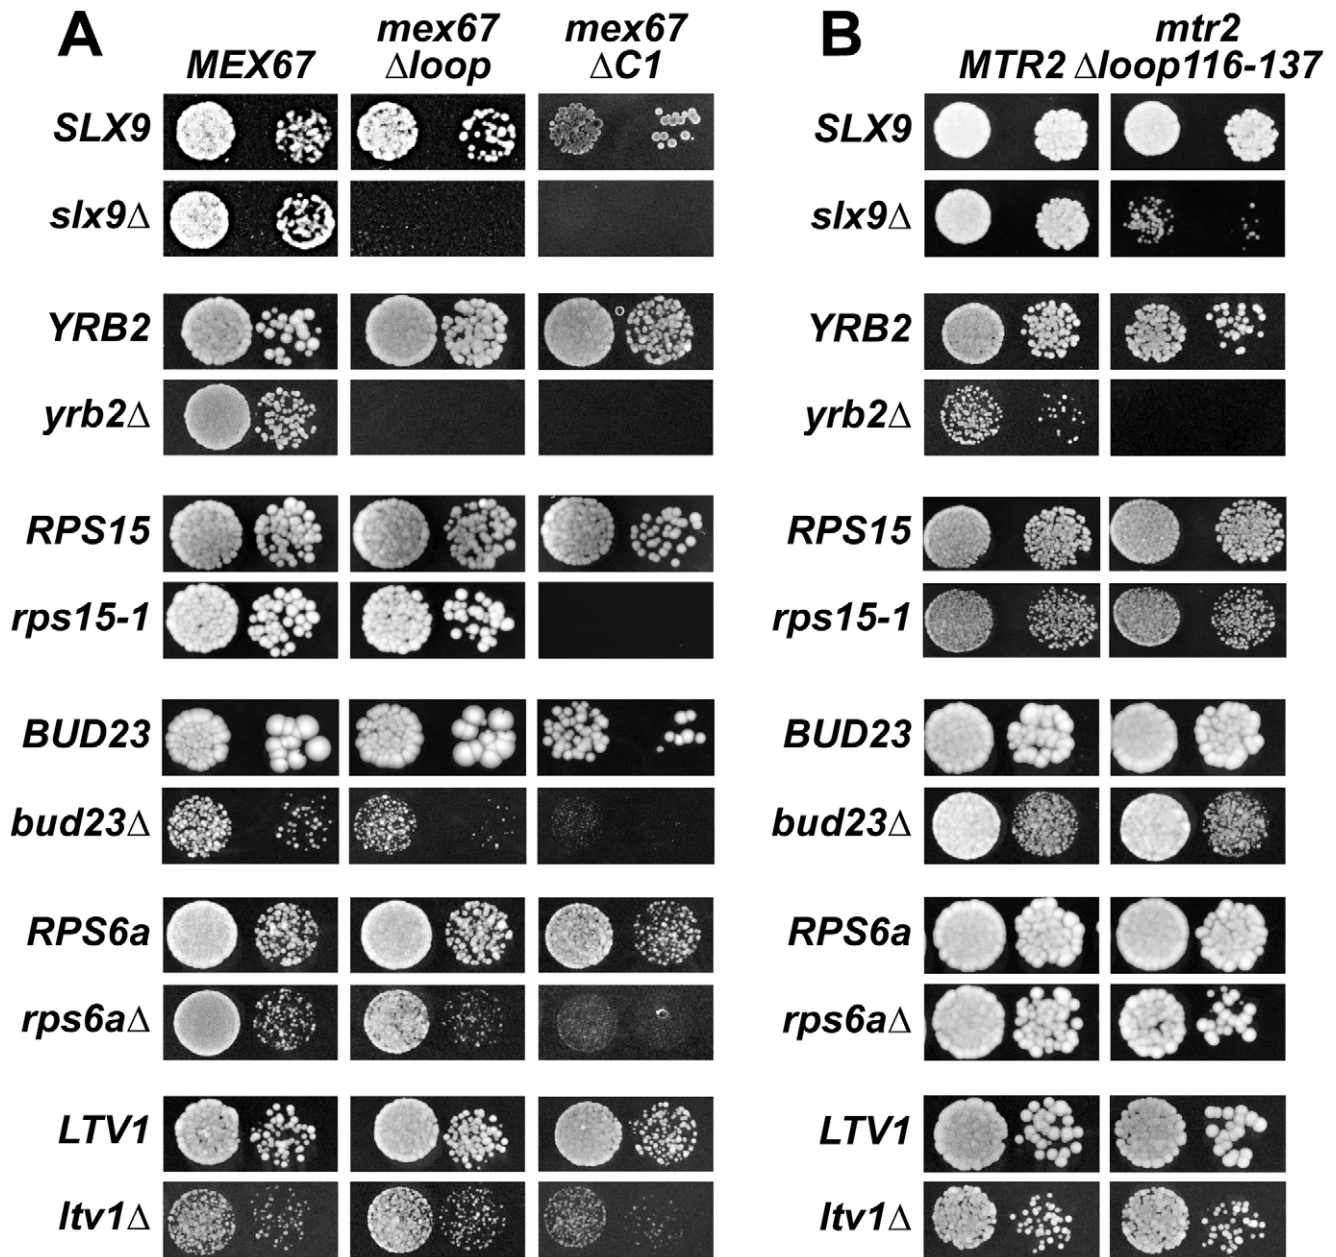 A
B
MEX67
mex67
Δloop
mex67
ΔC1
MTR2
mtr2
Δloop116-137
SLX9
slx9Δ
YRB2
yrb2Δ
RPS15
rps15-1
BUD23
bud23Δ
RPS6a
rps6aΔ
LTV1
ltv1Δ
SLX9
slx9Δ
YRB2
yrb2Δ
RPS15
rps15-1
BUD23
bud23Δ
RPS6a
rps6aΔ
LTV1
ltv1Δ